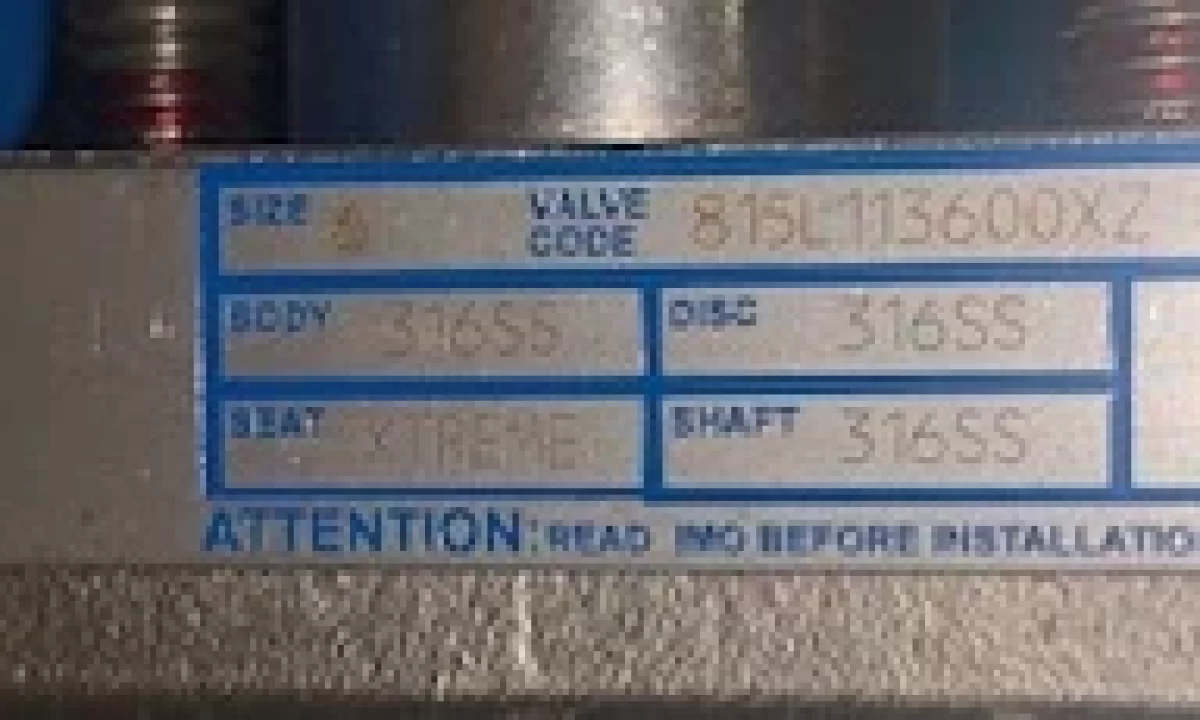 SIZE 6 VALVE CODE 815L113600XZ
BODY 316SS DISC 316SS
SEAT XTREME SHAFT 316SS
ATTENTION: READ IMO BEFORE INSTALLATIO